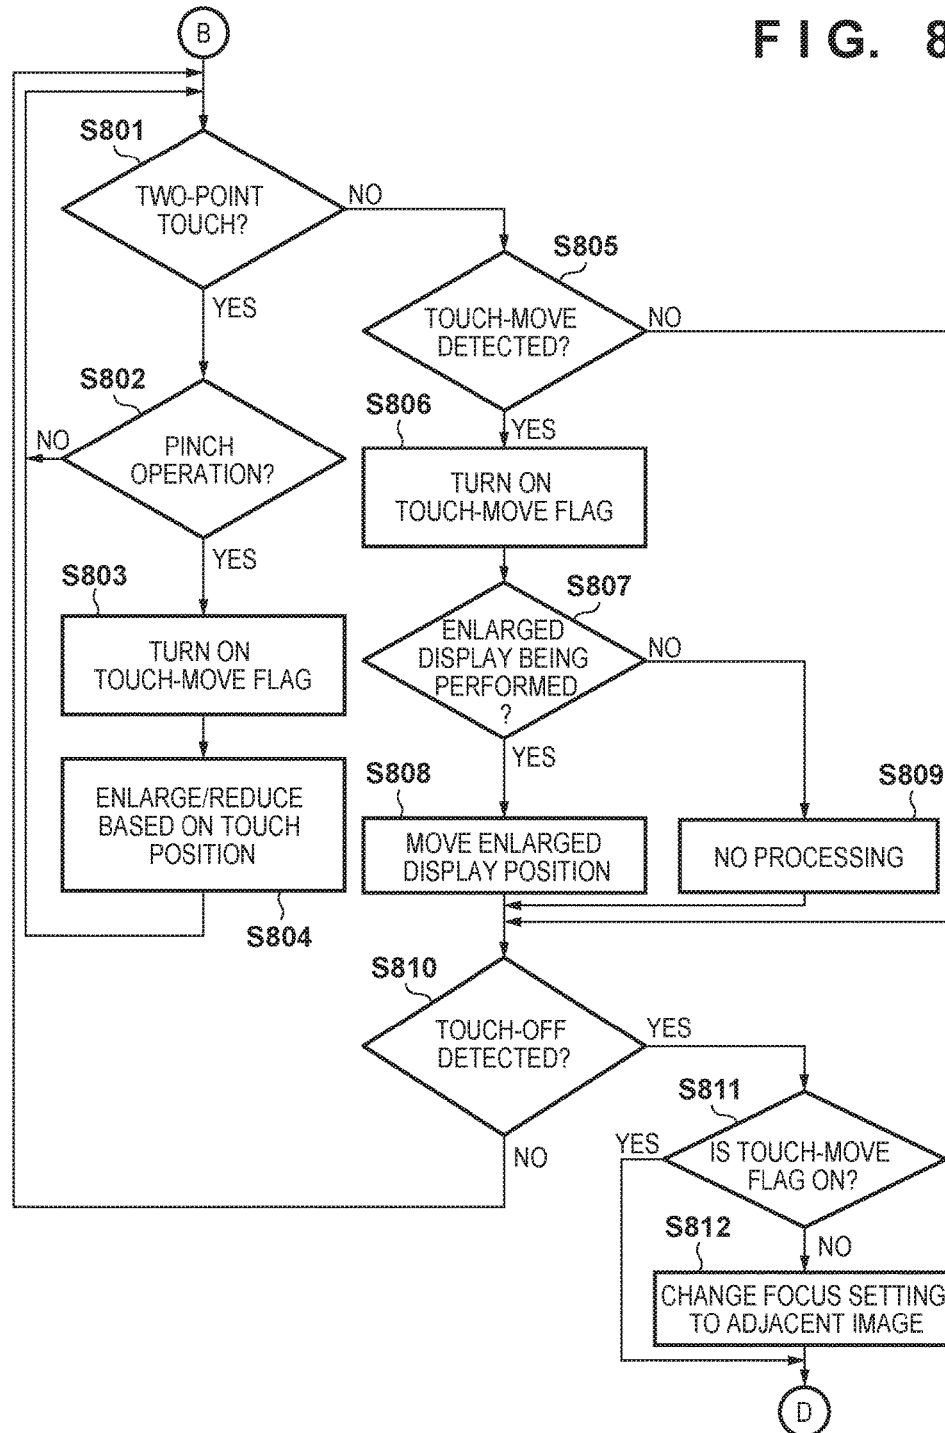 B
FIG. 8
S801
TWO-POINT
TOUCH?
NO
YES
S805
TOUCH-MOVE
DETECTED?
NO
YES
S802
PINCH
OPERATION?
NO
YES
S806
TURN ON
TOUCH-MOVE FLAG
S803
TURN ON
TOUCH-MOVE FLAG
S807
ENLARGED
DISPLAY BEING
PERFORMED
?
NO
YES
S804
ENLARGE/REDUCE
BASED ON TOUCH
POSITION
S808
MOVE ENLARGED
DISPLAY POSITION
S809
NO PROCESSING
S810
TOUCH-OFF
DETECTED?
YES
NO
S811
IS TOUCH-MOVE
FLAG ON?
YES
NO
S812
CHANGE FOCUS SETTING
TO ADJACENT IMAGE
D